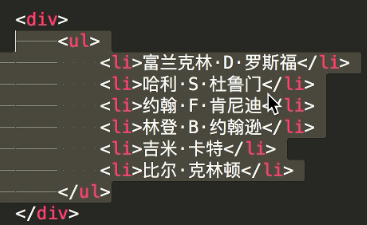 <div>
<ul>
<li>富兰克林·D·罗斯福</li>
<li>哈利·S·杜鲁门</li>
<li>约翰·F·肯尼迪</li>
<li>林登·B·约翰逊</li>
<li>吉米·卡特</li>
<li>比尔·克林顿</li>
</ul>
</div>